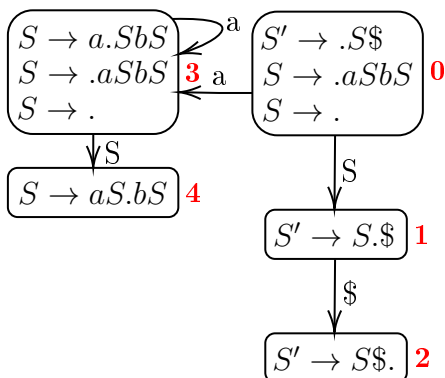 S → a.SbS
S → .aSbS
S → .
3
a
a
S' → .S$
S → .aSbS
S → .
0
S
S → aS.bS
4
S
S' → S.$
1
$
S' → S$.
2